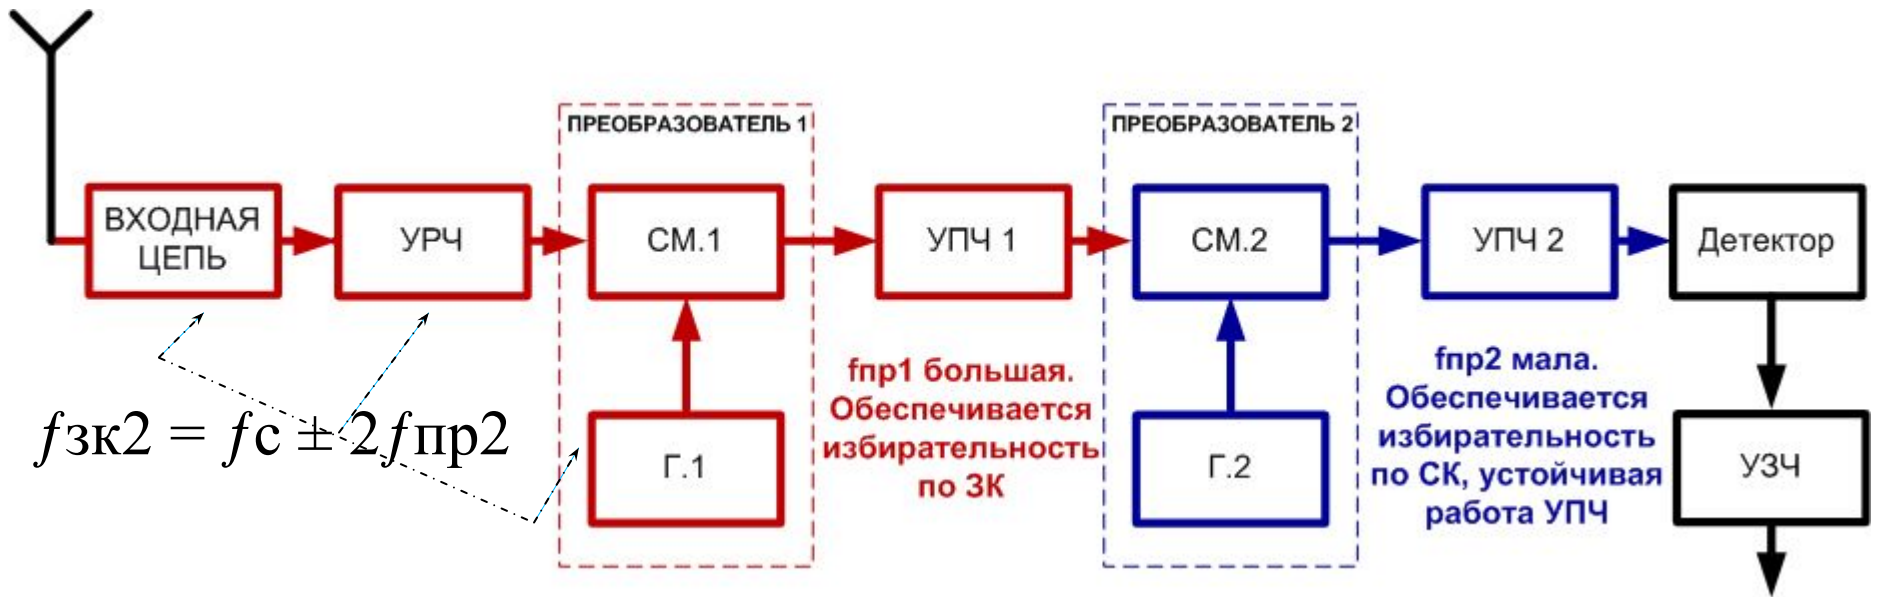 ПРЕОБРАЗОВАТЕЛЬ 1
ПРЕОБРАЗОВАТЕЛЬ 2
ВХОДНАЯ
ЦЕПЬ
УРЧ
СМ.1
УПЧ 1
СМ.2
УПЧ 2
Детектор
fпр1 большая.
Обеспечивается
избирательность
по ЗК
fпр2 мала.
Обеспечивается
избирательность
по СК, устойчивая
работа УПЧ
fзк2 = fc ± 2fпр2
Г.1
Г.2
УЗЧ